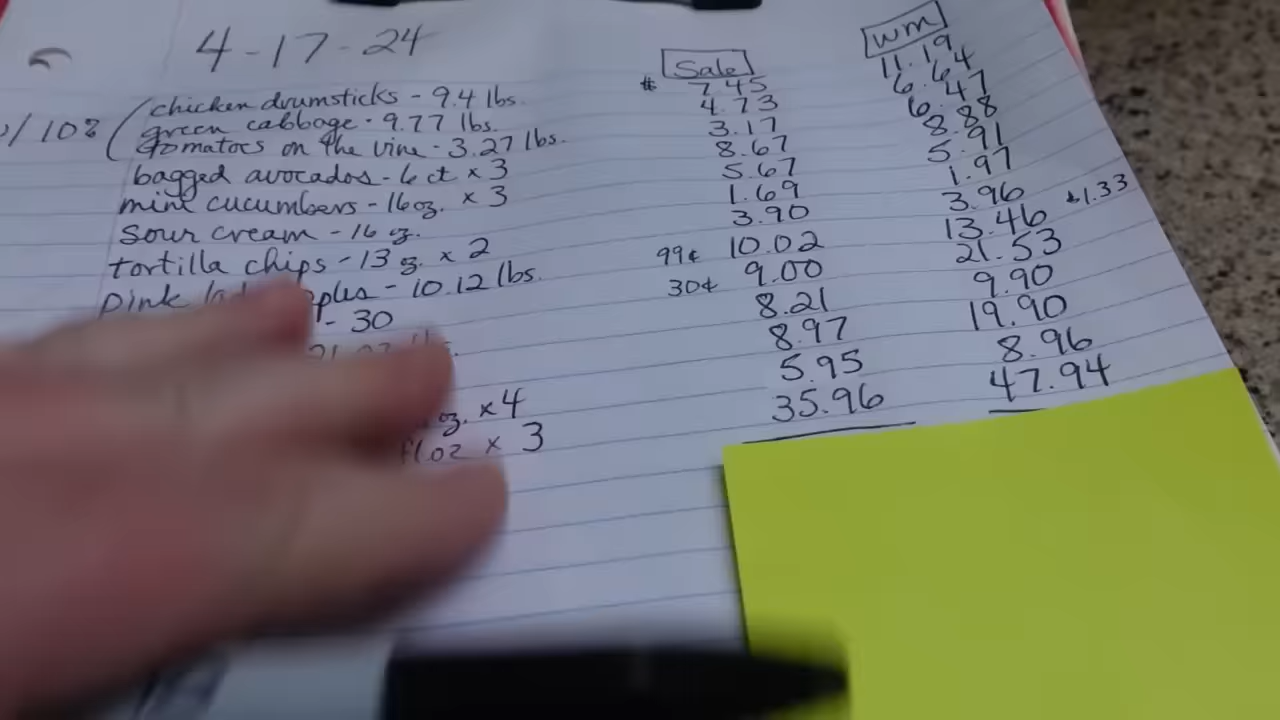 4-17-24
Sale WM
10% ( chicken drumsticks - 9.4 lbs. $ 7.45 11.19
green cabbage - 9.77 lbs. 4.73 6.64
tomatoes on the vine - 3.27 lbs. 3.17 6.47
bagged avocados - 6 ct x 3 8.67 8.88
mini cucumbers - 16 oz. x 3 5.67 5.91
sour cream - 16 oz. 1.69 1.97
tortilla chips - 13 oz. x 2 3.90 3.96
pink - 10.12 lbs. 99¢ 10.02 13.46 $1.33
- 30 30¢ 9.00 21.53
8.21 9.90
8.97 19.90
oz. x 4 5.95 8.96
fl.oz x 3 35.96 47.94